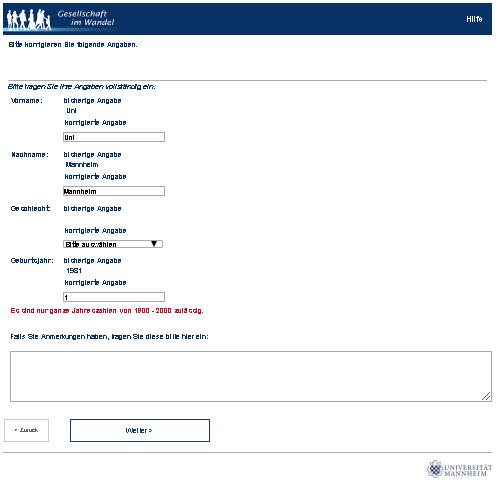 Gesellschaft
im Wandel
Hilfe
Bitte korrigieren Sie folgende Angaben.
Bitte tragen Sie Ihre Angaben vollständig ein.
Vorname: bisherige Angabe
Uni
korrigierte Angabe
Uni
Nachname: bisherige Angabe
Mannheim
korrigierte Angabe
Mannheim
Geschlecht: bisherige Angabe
korrigierte Angabe
Bitte auswählen
Geburtsjahr: bisherige Angabe
1981
korrigierte Angabe
1
Es sind nur ganze Jahreszahlen von 1900 - 2000 zulässig.
Falls Sie Anmerkungen haben, tragen Sie diese bitte hier ein:
< Zurück
Weiter >
UNIVERSITÄT
MANNHEIM